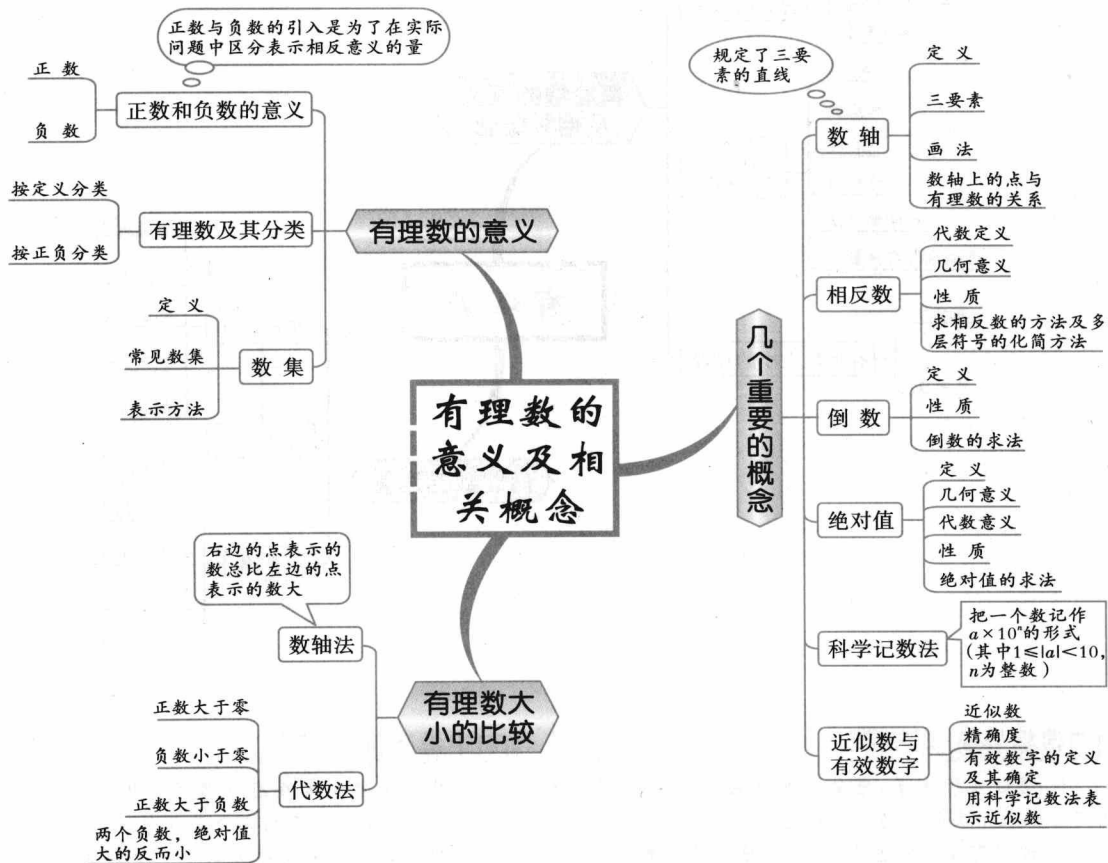 正数与负数的引入是为了在实际
问题中区分表示相反意义的量
正数
负数
正数和负数的意义
按定义分类
按正负分类
有理数及其分类
定义
常见数集
表示方法
数集
有理数的意义
有理数的
意义及相
关概念
右边的点表示的
数总比左边的点
表示的数大
数轴法
正数大于零
负数小于零
正数大于负数
两个负数，绝对值
大的反而小
代数法
有理数大
小的比较
几个重要的概念
规定了三要
素的直线
数轴
定义
三要素
画法
数轴上的点与
有理数的关系
相反数
代数定义
几何意义
性质
求相反数的方法及多
层符号的化简方法
倒数
定义
性质
倒数的求法
绝对值
定义
几何意义
代数意义
性质
绝对值的求法
科学记数法
把一个数记作
a×10ⁿ的形式
(其中1≤|a|<10,
n为整数)
近似数与
有效数字
近似数
精确度
有效数字的定义
及其确定
用科学记数法表
示近似数